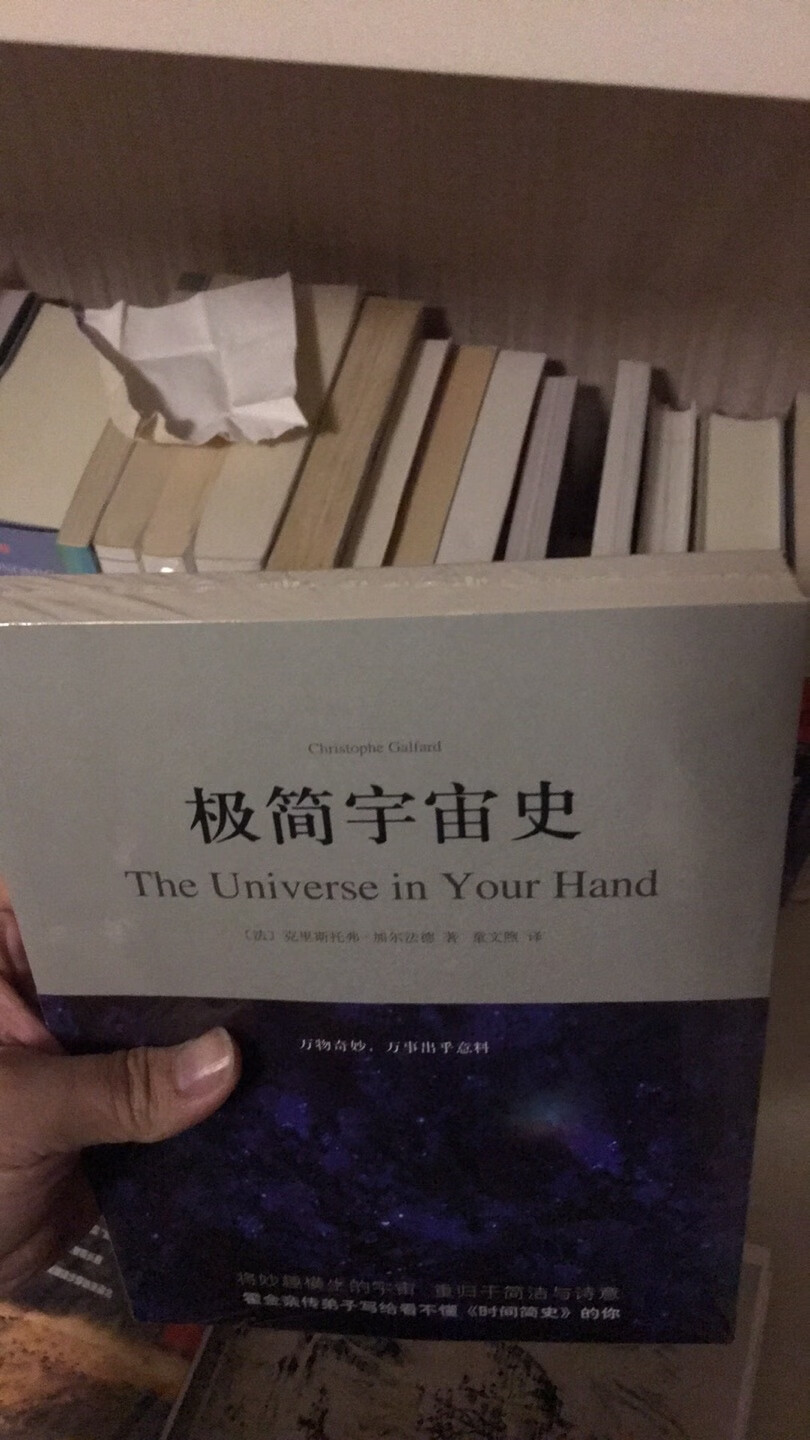 Christophe Galfard
极简宇宙史
The Universe in Your Hand
〔法〕克里斯托弗·加尔法德 著 童文煦 译
万物奇妙，万事出乎意料
将妙趣横生的宇宙 重归于简洁与诗意
霍金亲传弟子写给看不懂《时间简史》的你